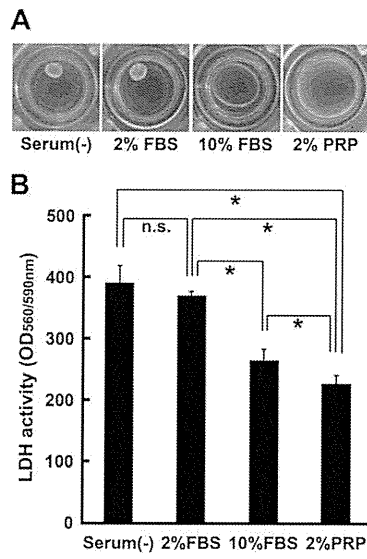 A
Serum(-) 2% FBS 10% FBS 2% PRP
B
LDH activity (OD560/590nm)
500
400
300
200
100
0
*
n.s.
*
*
*
Serum(-) 2%FBS 10%FBS 2%PRP